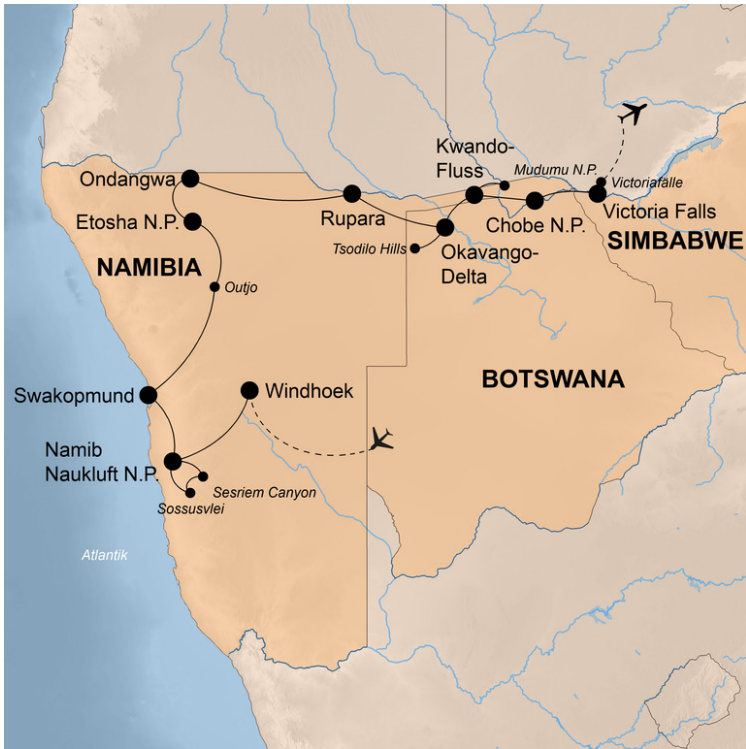 Kwando-
Fluss
Mudumu N.P.
Ondangwa
Victoriafälle
Etosha N.P.
Rupara
Chobe N.P.
Victoria Falls
Tsodilo Hills
Okavango-
Delta
SIMBABWE
NAMIBIA
Outjo
BOTSWANA
Swakopmund
Windhoek
Namib
Naukluft N.P.
Sesriem Canyon
Sossusvlei
Atlantik